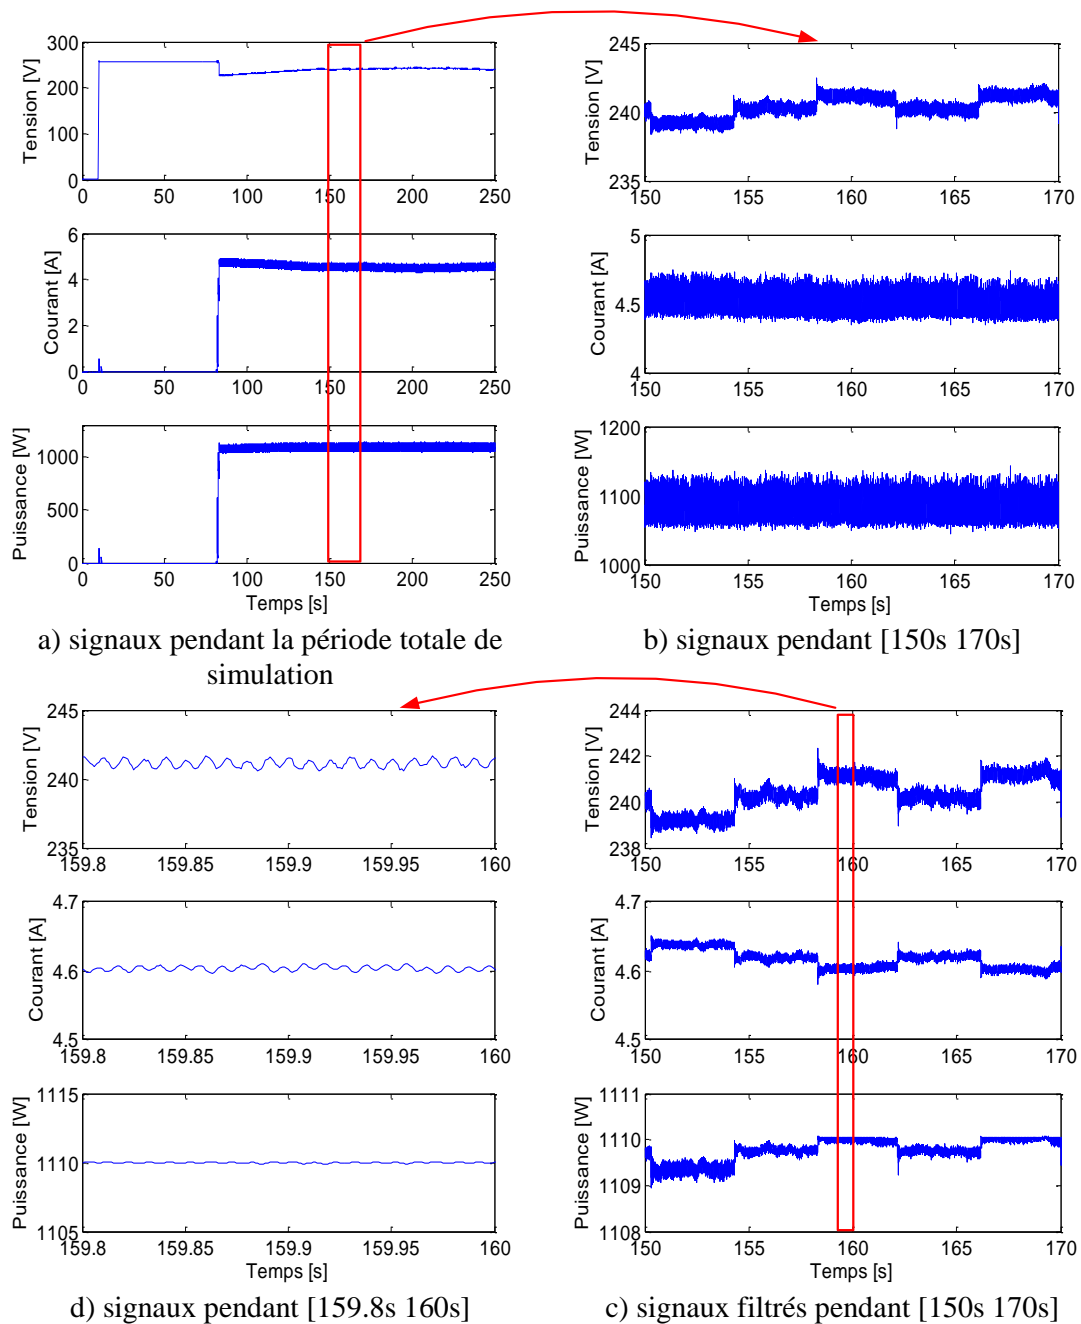 300
200
100
0
Tension [V]
0 50 100 150 200 250
6
4
2
0
Courant [A]
0 50 100 150 200 250
1000
500
0
Puissance [W]
0 50 100 150 200 250
Temps [s]
a) signaux pendant la période totale de
simulation
245
240
235
Tension [V]
150 155 160 165 170
5
4.5
4
Courant [A]
150 155 160 165 170
1200
1100
1000
Puissance [W]
150 155 160 165 170
Temps [s]
b) signaux pendant [150s 170s]
245
240
235
Tension [V]
159.8 159.85 159.9 159.95 160
4.7
4.6
4.5
Courant [A]
159.8 159.85 159.9 159.95 160
1115
1110
1105
Puissance [W]
159.8 159.85 159.9 159.95 160
Temps [s]
d) signaux pendant [159.8s 160s]
244
242
240
238
Tension [V]
150 155 160 165 170
4.7
4.6
4.5
Courant [A]
150 155 160 165 170
1111
1110
1109
1108
Puissance [W]
150 155 160 165 170
Temps [s]
c) signaux filtrés pendant [150s 170s]